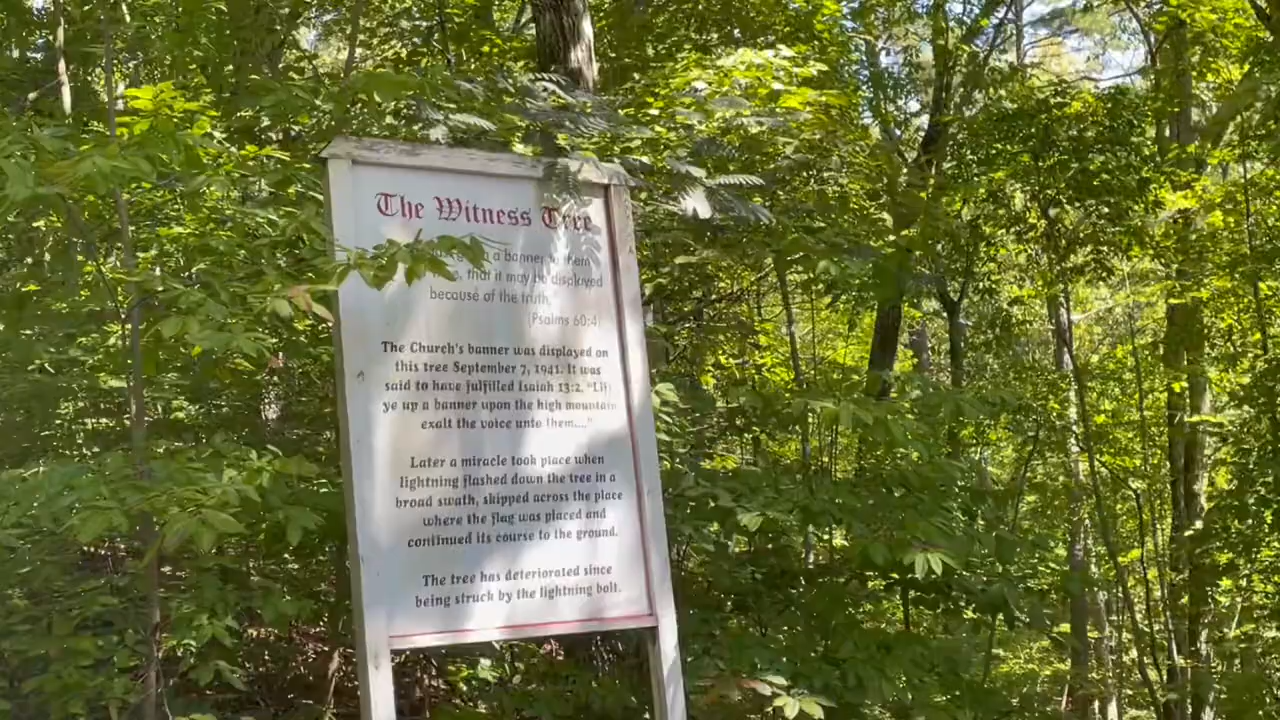 The Witness Tree
a banner to them
that it may be displayed
because of the truth.
(Psalms 60:4)
The Church's banner was displayed on
this tree September 7, 1941. It was
said to have fulfilled Isaiah 13:2, "Lift
ye up a banner upon the high mountain
exalt the voice unto them...."
Later a miracle took place when
lightning flashed down the tree in a
broad swath, skipped across the place
where the flag was placed and
continued its course to the ground.
The tree has deteriorated since
being struck by the lightning bolt.